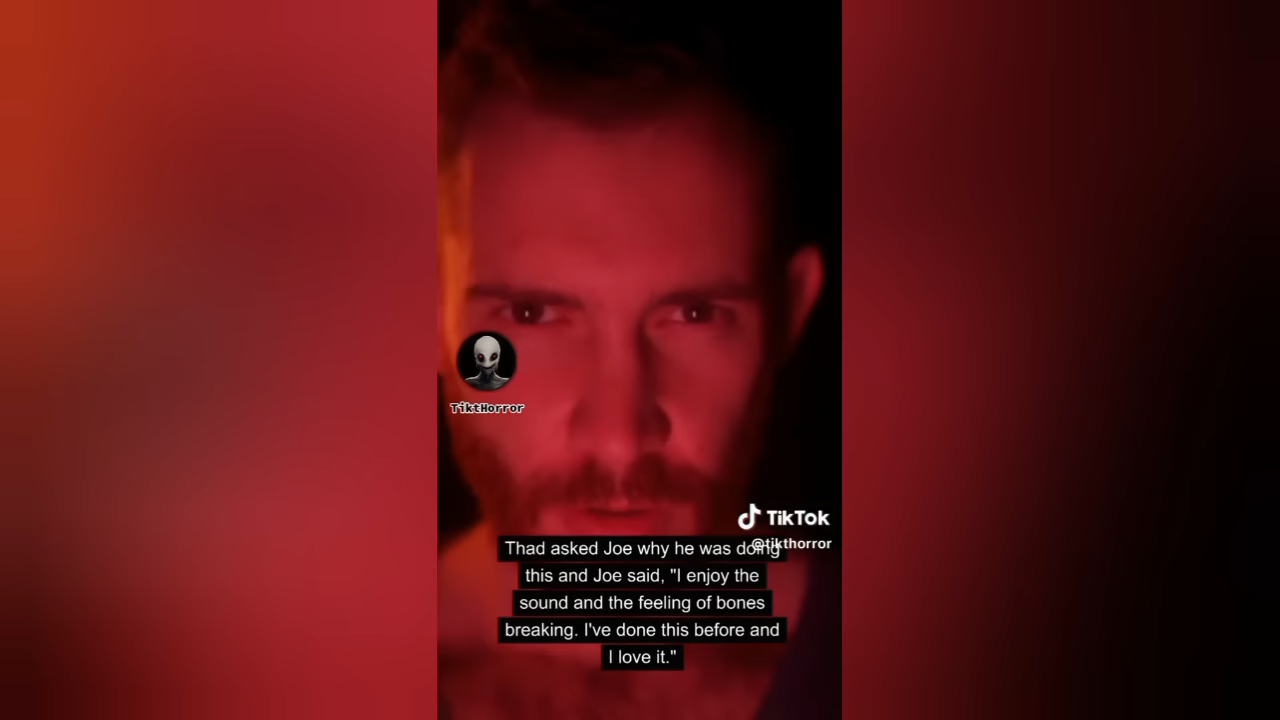 TiktHorror
TikTok
@tikthorror
Thad asked Joe why he was doing
this and Joe said, "I enjoy the
sound and the feeling of bones
breaking. I've done this before and
I love it."